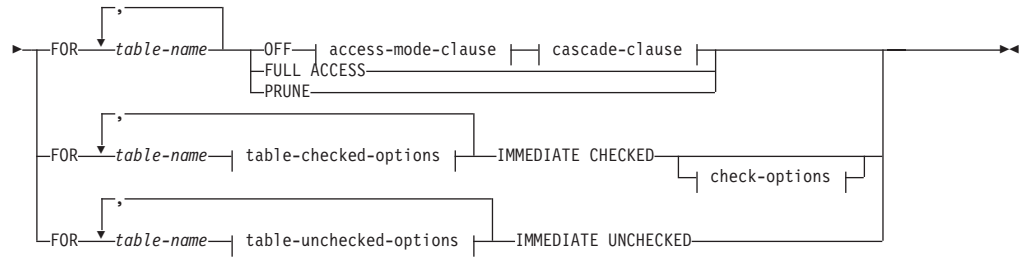 ,
FOR table-name OFF access-mode-clause cascade-clause
FULL ACCESS
PRUNE
,
FOR table-name table-checked-options IMMEDIATE CHECKED
check-options
,
FOR table-name table-unchecked-options IMMEDIATE UNCHECKED